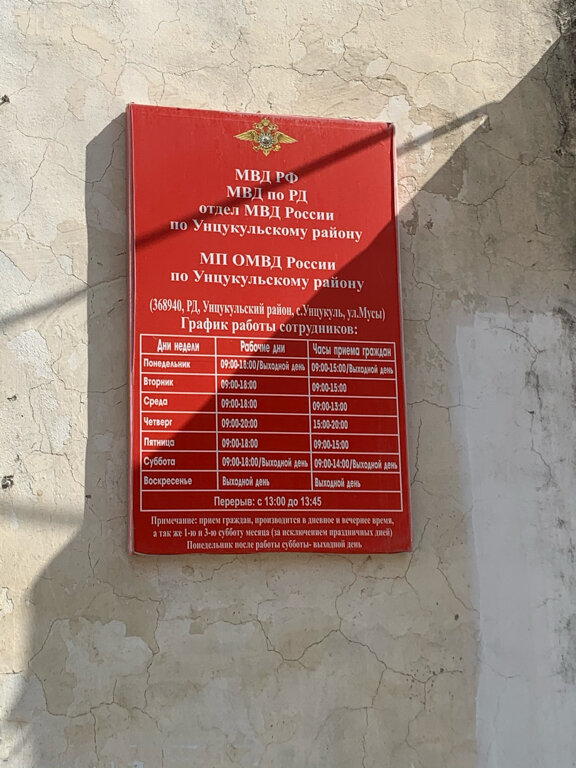 МВД РФ
МВД по РД
отдел МВД России
по Унцукульскому району
МП ОМВД России
по Унцукульскому району
(368940, РД, Унцукульский район, с.Унцукуль, ул.Мусы)
График работы сотрудников:
Дни недели Рабочие дни Часы приема граждан
Понедельник 09:00-18:00/Выходной день 09:00-15:00/Выходной день
Вторник 09:00-18:00 09:00-15:00
Среда 09:00-18:00 09:00-13:00
Четверг 09:00-20:00 15:00-20:00
Пятница 09:00-18:00 09:00-15:00
Суббота 09:00-18:00/Выходной день 09:00-14:00/Выходной день
Воскресенье Выходной день Выходной день
Перерыв: с 13:00 до 13:45
Примечание: прием граждан, производится в дневное и вечернее время,
а так же 1-ю и 3-ю субботу месяца (за исключением праздничных дней)
Понедельник после работы субботы- выходной день